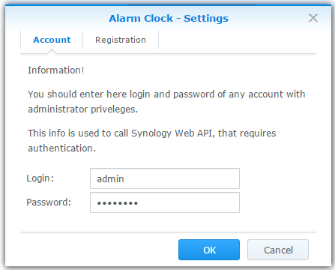 Alarm Clock - Settings
Account Registration
Information!
You should enter here login and password of any account with
administrator priveleges.
This info is used to call Synology Web API, that requires
authentication.
Login: admin
Password: ••••••••
OK Cancel